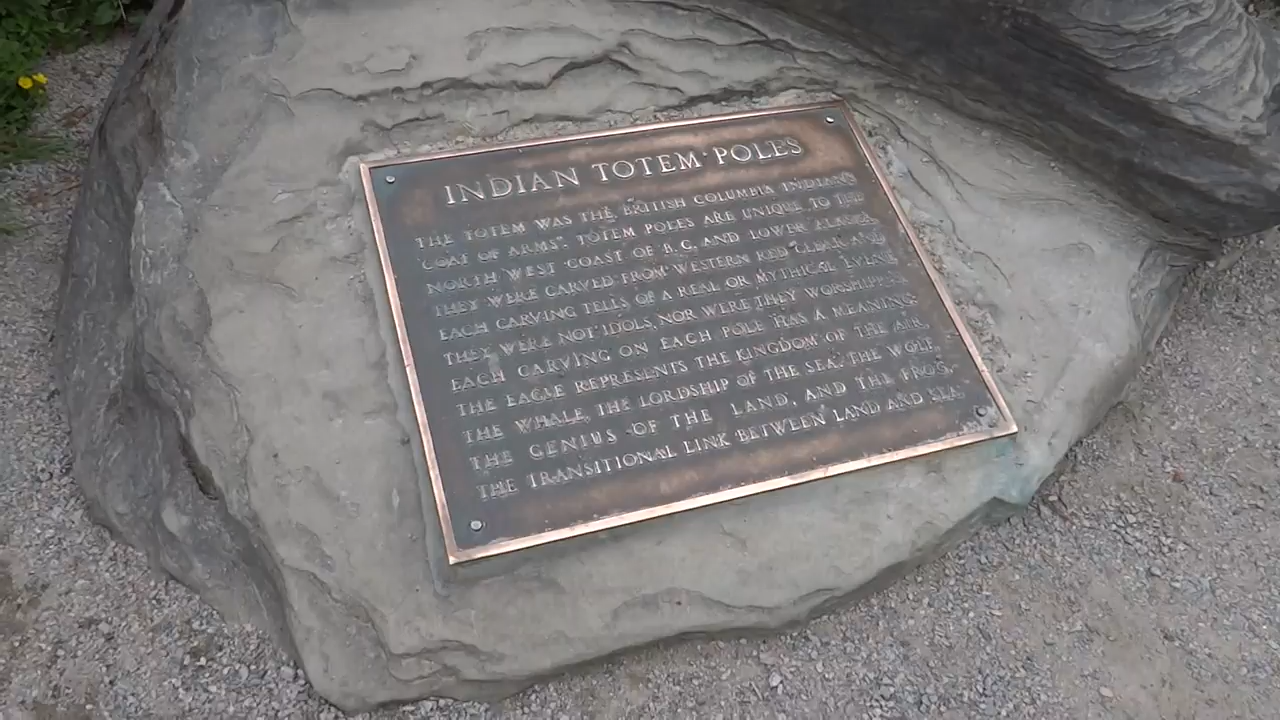 INDIAN TOTEM POLES
THE TOTEM WAS THE BRITISH COLUMBIA INDIANS
COAT OF ARMS". TOTEM POLES ARE UNIQUE TO THE
NORTH WEST COAST OF B.C. AND LOWER ALASKA
THEY WERE CARVED FROM WESTERN RED CEDAR AND
EACH CARVING TELLS OF A REAL OR MYTHICAL EVENT
THEY WERE NOT IDOLS, NOR WERE THEY WORSHIPPED
EACH CARVING ON EACH POLE HAS A MEANING
THE EAGLE REPRESENTS THE KINGDOM OF THE AIR,
THE WHALE, THE LORDSHIP OF THE SEA. THE WOLF,
THE GENIUS OF THE LAND, AND THE FROG,
THE TRANSITIONAL LINK BETWEEN LAND AND SEA.